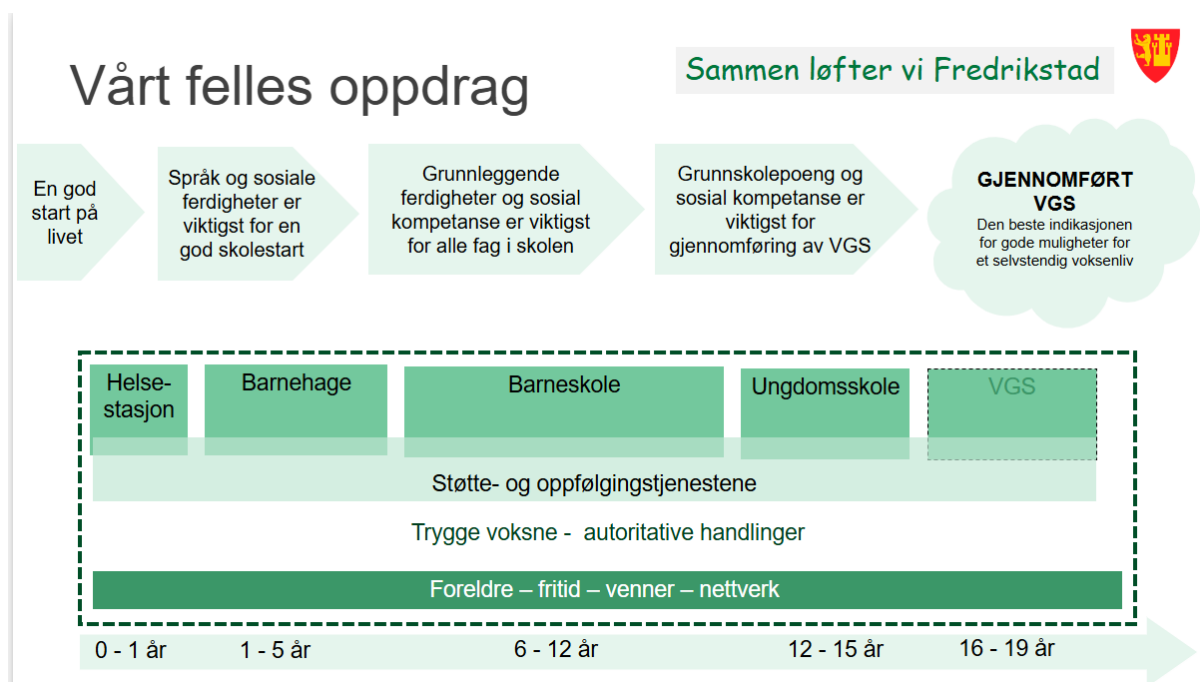 Vårt felles oppdrag
Sammen løfter vi Fredrikstad
En god
start på
livet
Språk og sosiale
ferdigheter er
viktigst for en
god skolestart
Grunnleggende
ferdigheter og sosial
kompetanse er viktigst
for alle fag i skolen
Grunnskolepoeng og
sosial kompetanse er
viktigst for
gjennomføring av VGS
GJENNOMFØRT
VGS
Den beste indikasjonen
for gode muligheter for
et selvstendig voksenliv
Helse-
stasjon
Barnehage
Barneskole
Ungdomsskole
VGS
Støtte- og oppfølgingstjenestene
Trygge voksne - autoritative handlinger
Foreldre – fritid – venner – nettverk
0 - 1 år
1 - 5 år
6 - 12 år
12 - 15 år
16 - 19 år